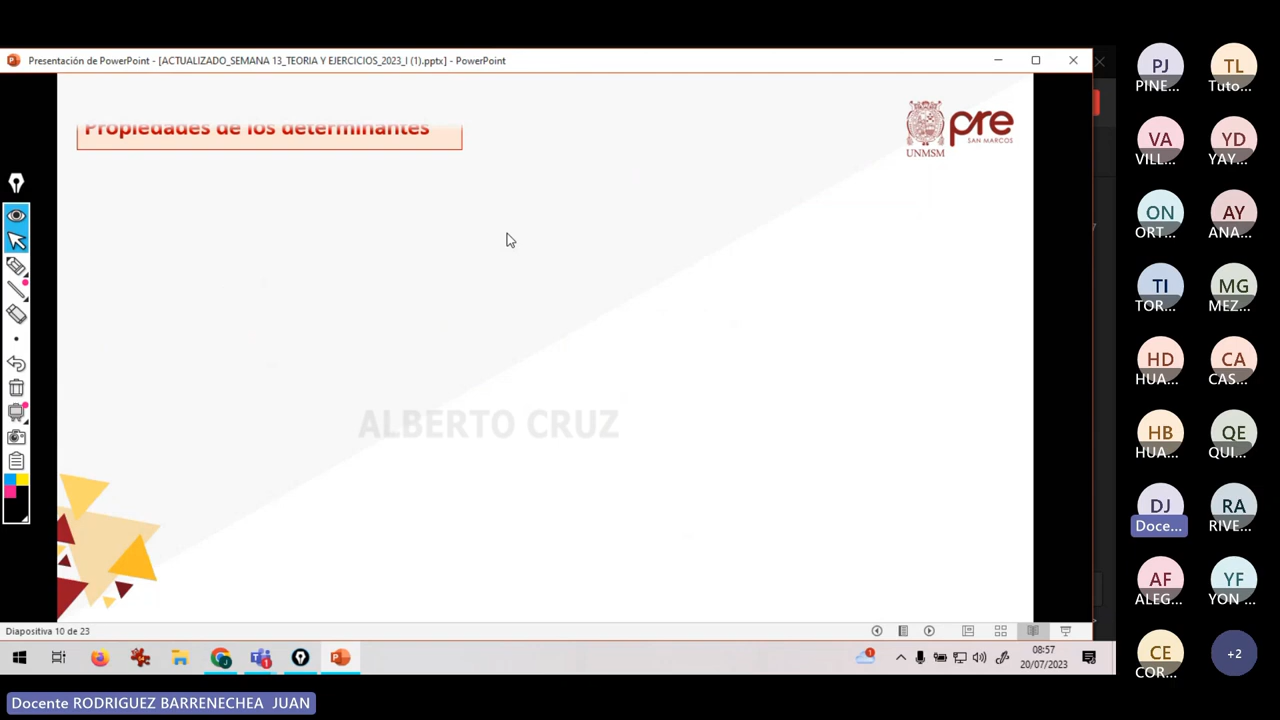 Presentación de PowerPoint - [ACTUALIZADO_SEMANA 13_TEORIA Y EJERCICIOS_2023_I (1).pptx] - PowerPoint
Propiedades de los determinantes
UNMSM
pre
SAN MARCOS
ALBERTO CRUZ
Diapositiva 10 de 23
08:57
20/07/2023
Docente RODRIGUEZ BARRENECHEA JUAN
PJ
PINE...
TL
Tuto...
VA
VILL...
YD
YAY...
ON
ORT...
AY
ANA...
TI
TOR...
MG
MEZ...
HD
HUA...
CA
CAS...
HB
HUA...
QE
QUI...
DJ
Doce...
RA
RIVE...
AF
ALEG...
YF
YON ...
CE
COR...
+2